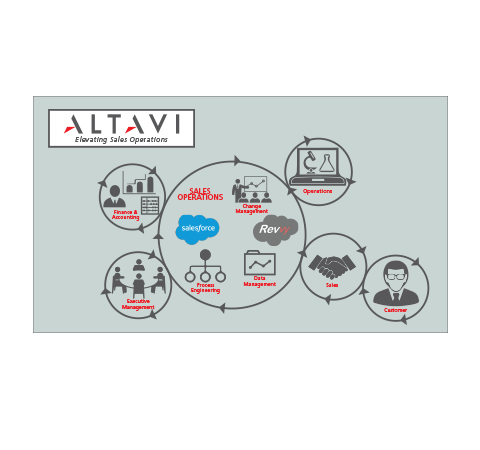 ALTAVI
Elevating Sales Operations
SALES
OPERATIONS
Change
Management
Operations
Finance &
Accounting
salesforce
Revvy
Process
Engineering
Data
Management
Executive
Management
Sales
Customer